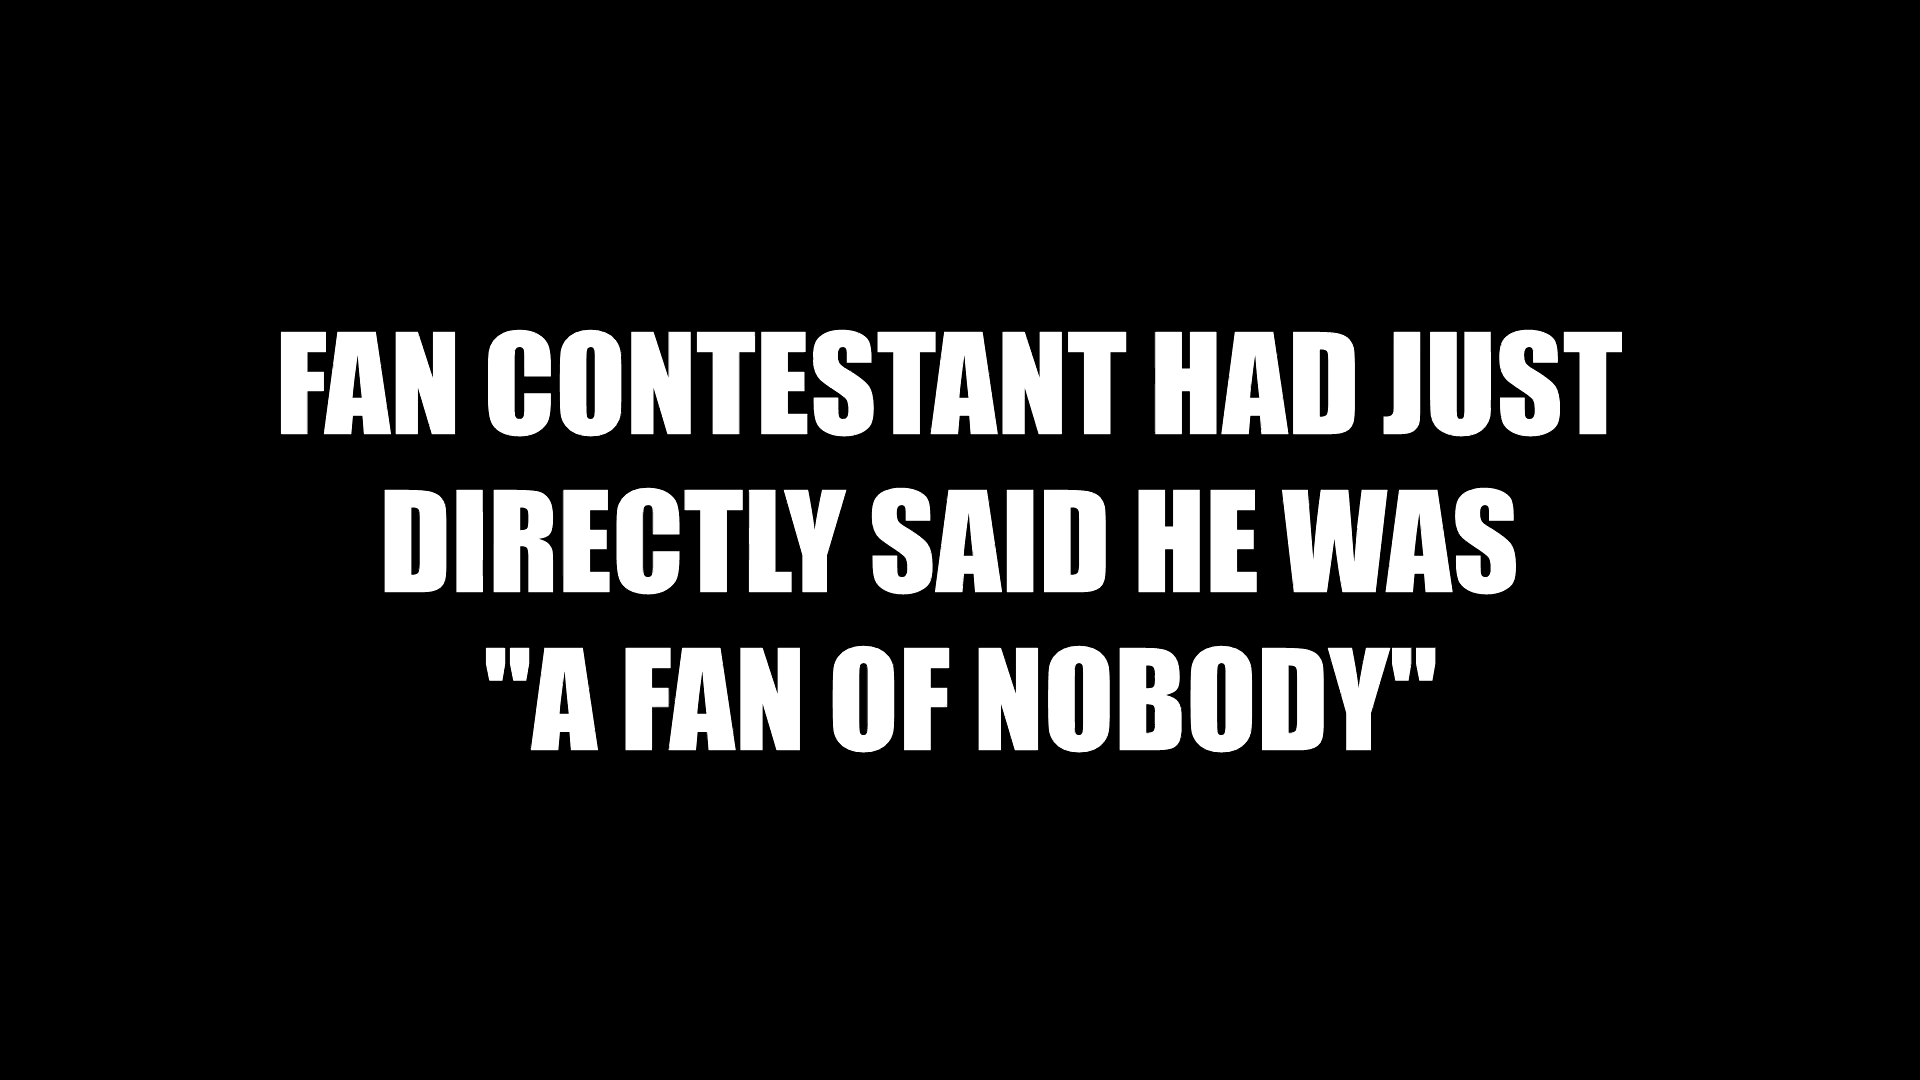 FAN CONTESTANT HAD JUST
DIRECTLY SAID HE WAS
"A FAN OF NOBODY"